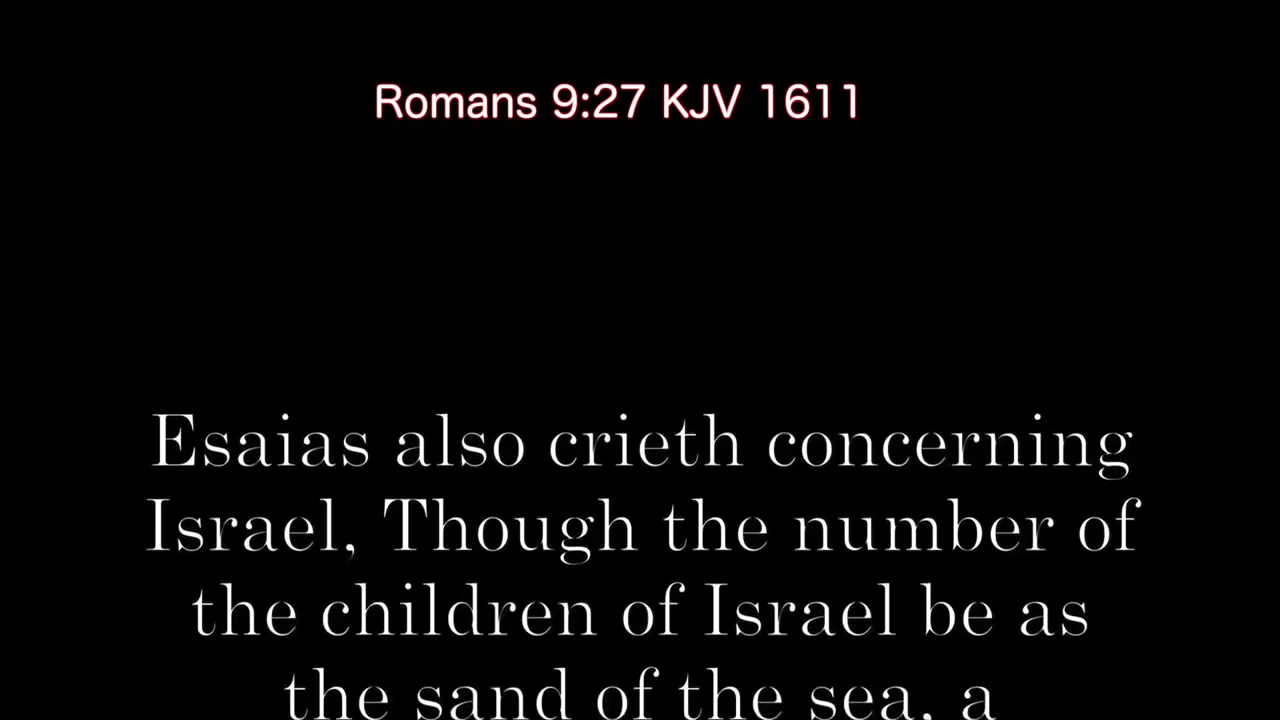 Romans 9:27 KJV 1611
Esaias also crieth concerning
Israel, Though the number of
the children of Israel be as
the sand of the sea, a